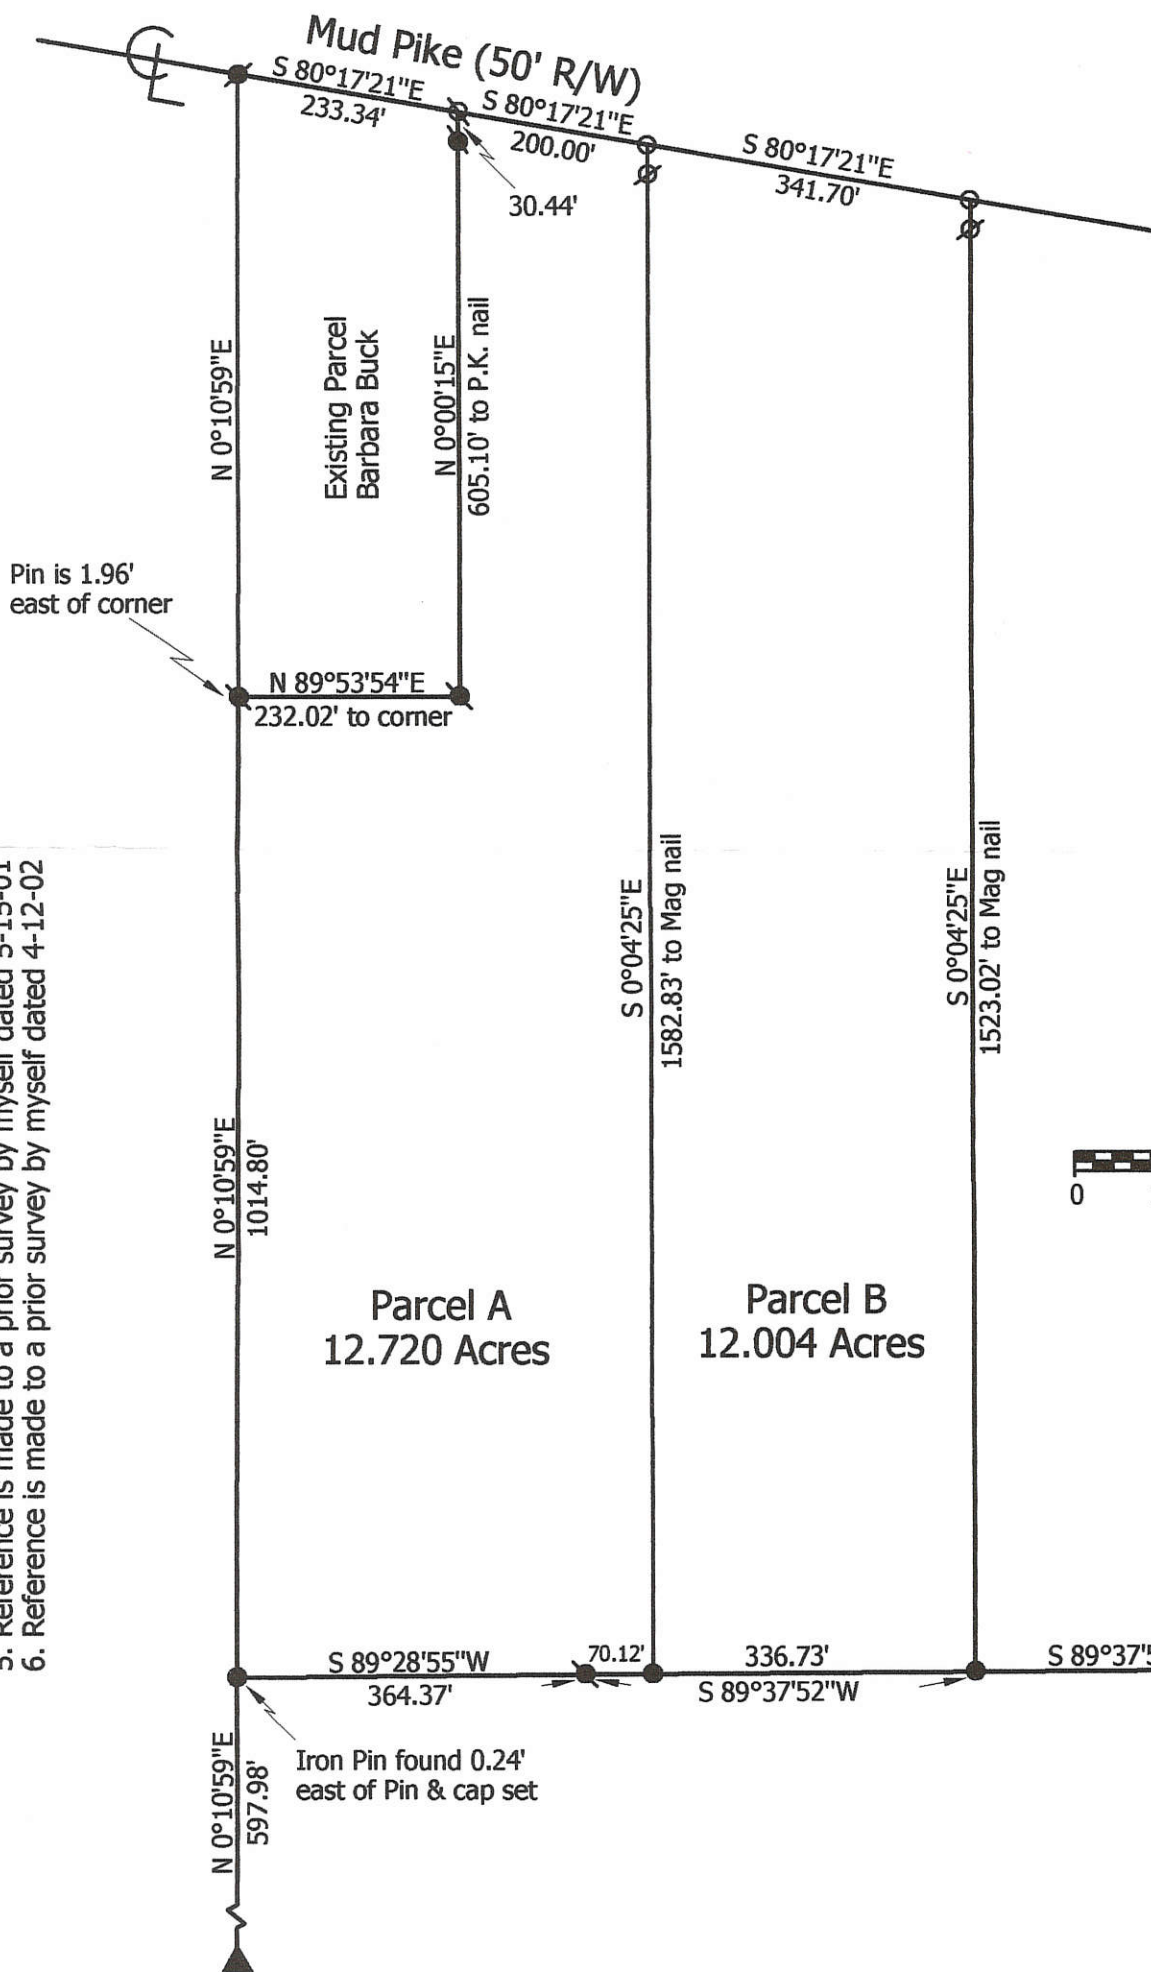 Mud Pike (50' R/W)
S 80°17'21"E
233.34'
S 80°17'21"E
200.00'
S 80°17'21"E
341.70'
30.44'
N 0°10'59"E
Existing Parcel
Barbara Buck
N 0°00'15"E
605.10' to P.K. nail
Pin is 1.96'
east of corner
N 89°53'54"E
232.02' to corner
6. Reference is made to a prior survey by myself dated 4-12-02
S 0°04'25"E
1582.83' to Mag nail
S 0°04'25"E
1523.02' to Mag nail
N 0°10'59"E
1014.80'
0
Parcel A
12.720 Acres
Parcel B
12.004 Acres
S 89°28'55"W
364.37'
70.12'
336.73'
S 89°37'52"W
S 89°37'5
Iron Pin found 0.24'
east of Pin & cap set
N 0°10'59"E
597.98'